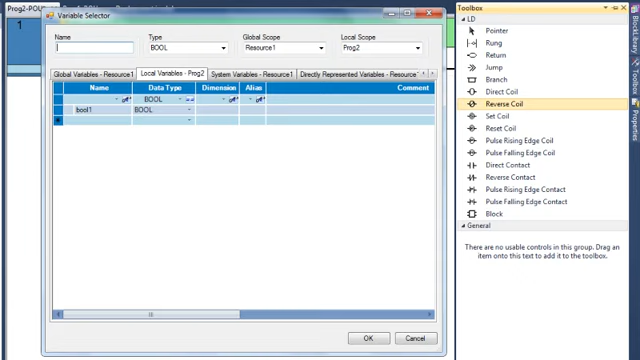 Prog2-POU
Variable Selector
Name
Type
Global Scope
Local Scope
BOOL
Resource1
Prog2
Global Variables - Resource1
Local Variables - Prog2
System Variables - Resource1
Directly Represented Variables - Resource
Name
Data Type
Dimension
Alias
Comment
BOOL
bool1
BOOL
OK
Cancel
1
Toolbox
LD
Pointer
Rung
Return
Jump
Branch
Direct Coil
Reverse Coil
Set Coil
Reset Coil
Pulse Rising Edge Coil
Pulse Falling Edge Coil
Direct Contact
Reverse Contact
Pulse Rising Edge Contact
Pulse Falling Edge Contact
Block
General
There are no usable controls in this group. Drag an
item onto this text to add it to the toolbox.
BlockLibrary
Toolbox
Properties